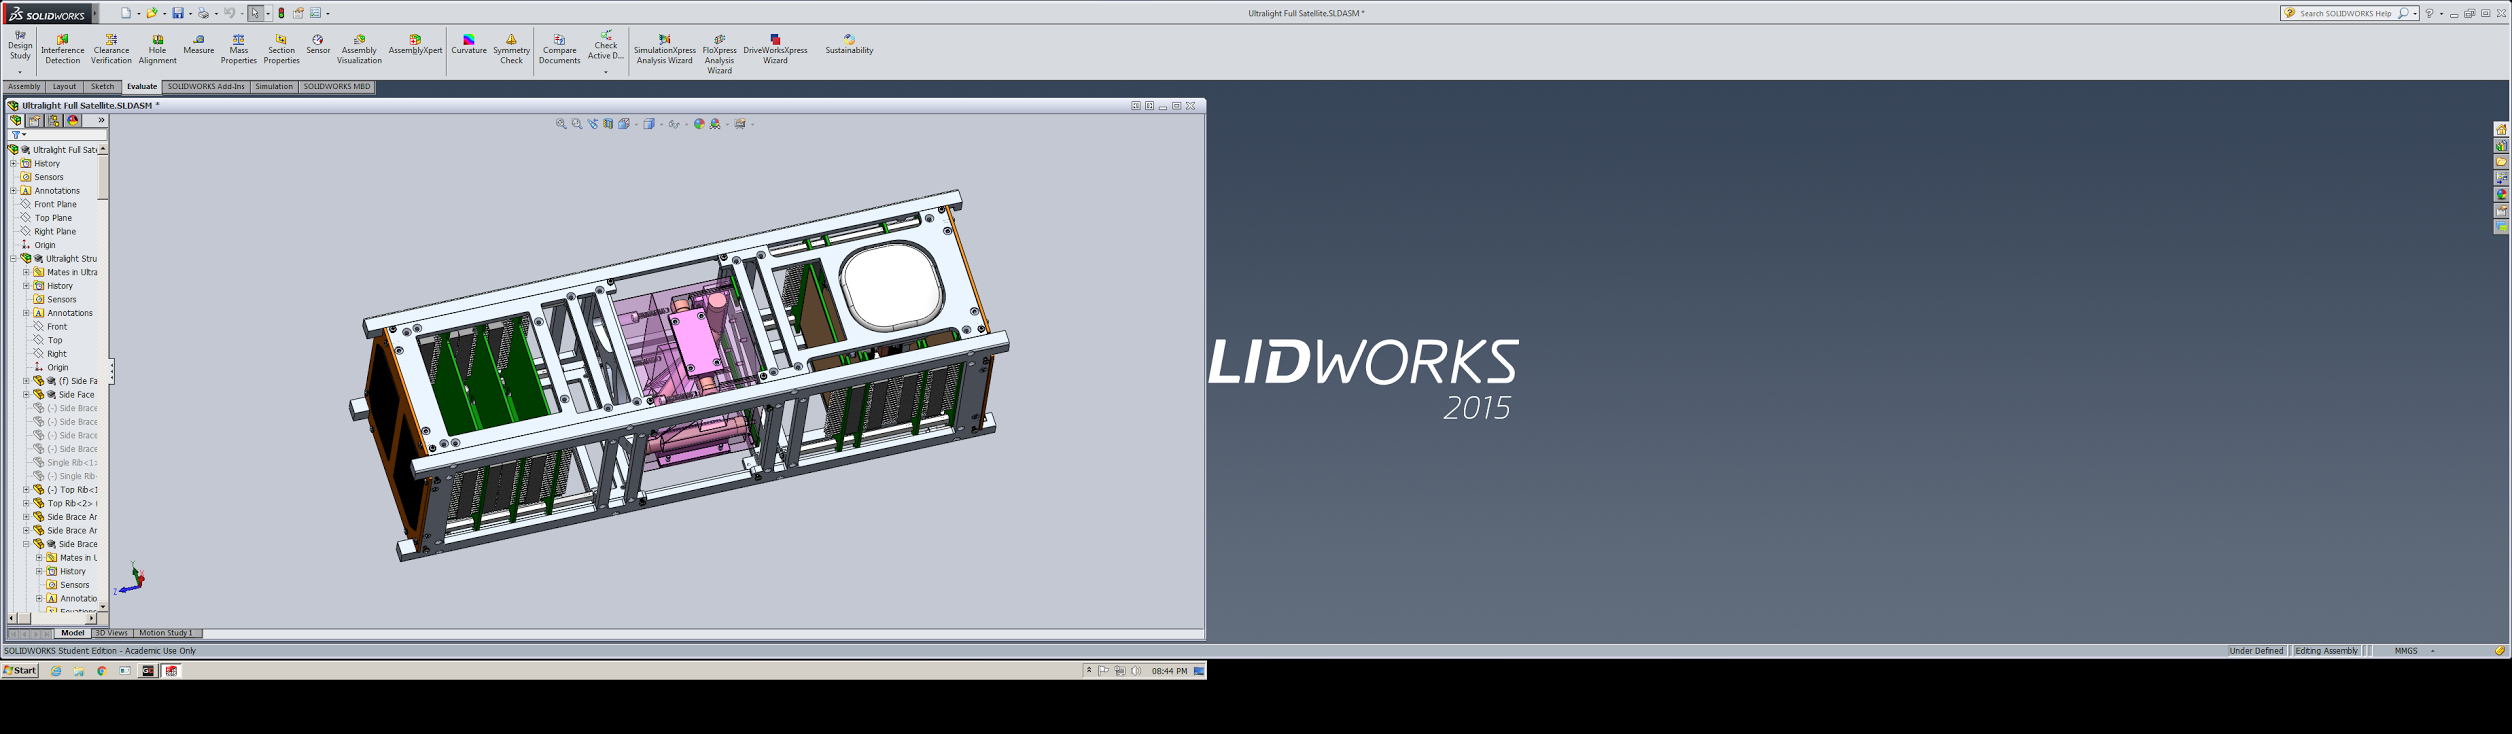 SOLIDWORKS
Ultralight Full Satellite.SLDASM *
Search SOLIDWORKS Help
Design Study
Interference Detection
Clearance Verification
Hole Alignment
Measure
Mass Properties
Section Properties
Sensor
Assembly Visualization
AssemblyXpert
Curvature
Symmetry Check
Compare Documents
Check Active D...
SimulationXpress Analysis Wizard
FloXpress Analysis Wizard
DriveWorksXpress Wizard
Sustainability
Assembly
Layout
Sketch
Evaluate
SOLIDWORKS Add-Ins
Simulation
SOLIDWORKS MBD
Ultralight Full Satellite.SLDASM *
Ultralight Full Sate
History
Sensors
Annotations
Front Plane
Top Plane
Right Plane
Origin
Ultralight Stru
Mates in Ultra
History
Sensors
Annotations
Front
Top
Right
Origin
(f) Side Fa
Side Face
(-) Side Brace
(-) Side Brace
(-) Side Brace
(-) Side Brace
Single Rib<1>
(-) Single Rib
(-) Top Rib<1
Top Rib<2> (
Side Brace Ar
Side Brace Ar
Side Brace
Mates in U
History
Sensors
Annotatio
Equations
Y
X
Z
LIDWORKS
2015
Model
3D Views
Motion Study 1
SOLIDWORKS Student Edition - Academic Use Only
Under Defined
Editing Assembly
MMGS
Start
08:44 PM